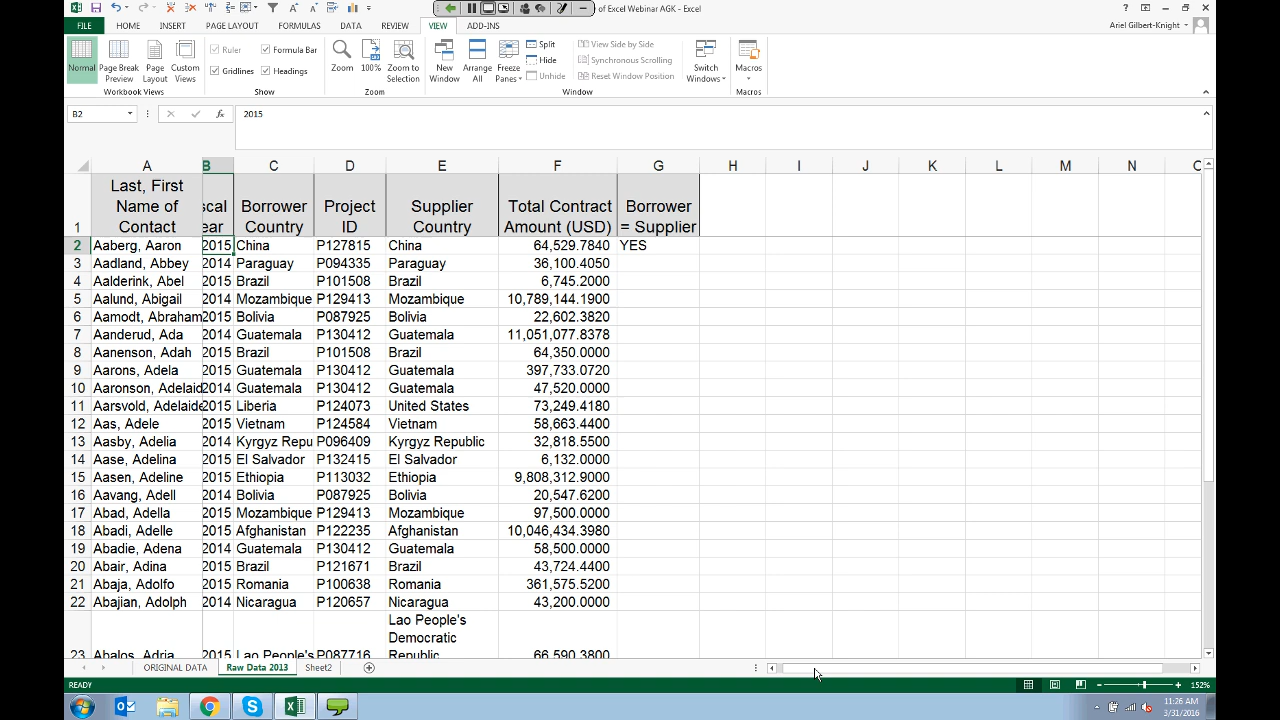 of Excel Webinar AGK - Excel
FILE HOME INSERT PAGE LAYOUT FORMULAS DATA REVIEW VIEW ADD-INS Ariel Gilbert-Knight
Normal Page Break Preview Page Layout Custom Views
Workbook Views
Ruler Formula Bar
Gridlines Headings
Show
Zoom 100% Zoom to Selection
Zoom
New Window Arrange All Freeze Panes
Split
Hide
Unhide
View Side by Side
Synchronous Scrolling
Reset Window Position
Switch Windows
Window
Macros
Macros
B2 fx 2015
A B C D E F G H I J K L M N C
1 Last, First Name of Contact scal ear Borrower Country Project ID Supplier Country Total Contract Amount (USD) Borrower = Supplier
2 Aaberg, Aaron 2015 China P127815 China 64,529.7840 YES
3 Aadland, Abbey 2014 Paraguay P094335 Paraguay 36,100.4050
4 Aalderink, Abel 2015 Brazil P101508 Brazil 6,745.2000
5 Aalund, Abigail 2014 Mozambique P129413 Mozambique 10,789,144.1900
6 Aamodt, Abraham 2015 Bolivia P087925 Bolivia 22,602.3820
7 Aanderud, Ada 2014 Guatemala P130412 Guatemala 11,051,077.8378
8 Aanenson, Adah 2015 Brazil P101508 Brazil 64,350.0000
9 Aarons, Adela 2015 Guatemala P130412 Guatemala 397,733.0720
10 Aaronson, Adelaid 2014 Guatemala P130412 Guatemala 47,520.0000
11 Aarsvold, Adelaide 2015 Liberia P124073 United States 73,249.4180
12 Aas, Adele 2015 Vietnam P124584 Vietnam 58,663.4400
13 Aasby, Adelia 2014 Kyrgyz Repu P096409 Kyrgyz Republic 32,818.5500
14 Aase, Adelina 2015 El Salvador P132415 El Salvador 6,132.0000
15 Aasen, Adeline 2015 Ethiopia P113032 Ethiopia 9,808,312.9000
16 Aavang, Adell 2014 Bolivia P087925 Bolivia 20,547.6200
17 Abad, Adella 2015 Mozambique P129413 Mozambique 97,500.0000
18 Abadi, Adelle 2015 Afghanistan P122235 Afghanistan 10,046,434.3980
19 Abadie, Adena 2014 Guatemala P130412 Guatemala 58,500.0000
20 Abair, Adina 2015 Brazil P121671 Brazil 43,724.4400
21 Abaja, Adolfo 2015 Romania P100638 Romania 361,575.5200
22 Abajian, Adolph 2014 Nicaragua P120657 Nicaragua 43,200.0000
Lao People's
Democratic
23 Abalos, Adria 2015 Lao People's P087716 Republic 66,590.3800
ORIGINAL DATA Raw Data 2013 Sheet2
READY 152%
11:26 AM
3/31/2016